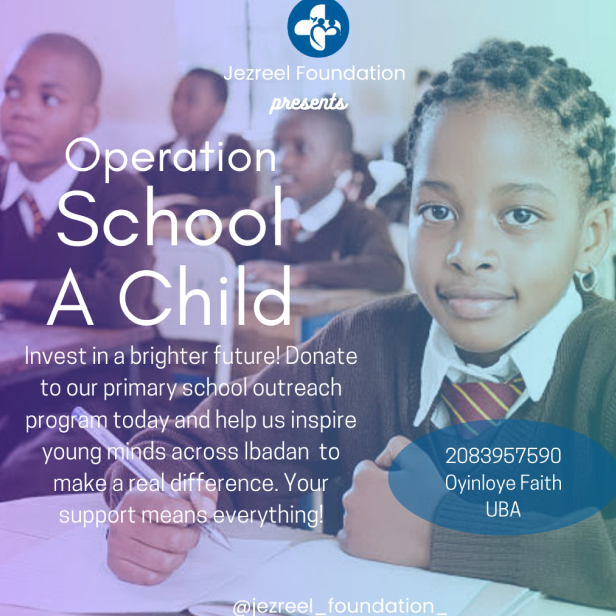 Jezreel Foundation
presents
Operation
School
A Child
Invest in a brighter future! Donate
to our primary school outreach
program today and help us inspire
young minds across Ibadan to
make a real difference. Your
support means everything!
2083957590
Oyinloye Faith
UBA
@jezreel_foundation_